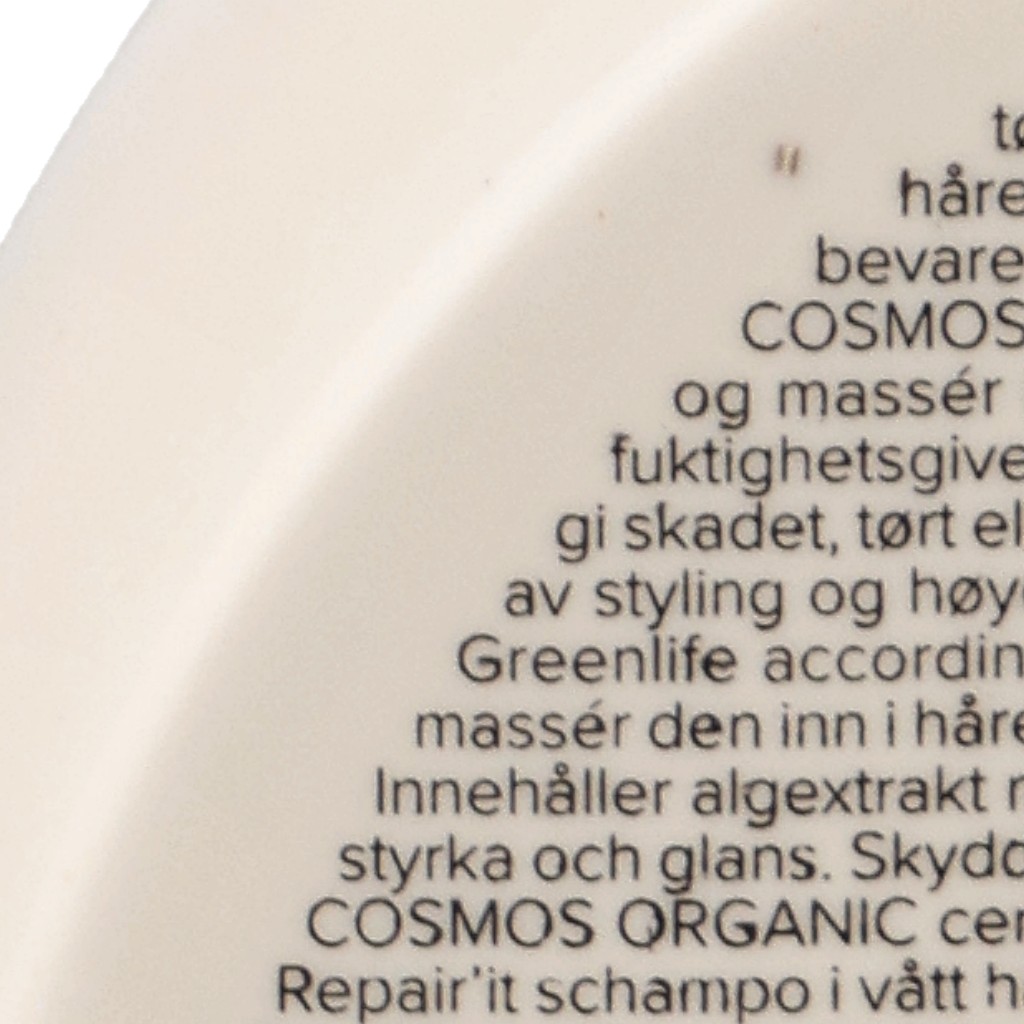 tø
håre
bevare
COSMOS
og massér
fuktighetsgive
gi skadet, tørt el
av styling og høy
Greenlife accordin
massér den inn i håre
Innehåller algextrakt
styrka och glans. Skydd
COSMOS ORGANIC cer
Repair'it schampo i vått h